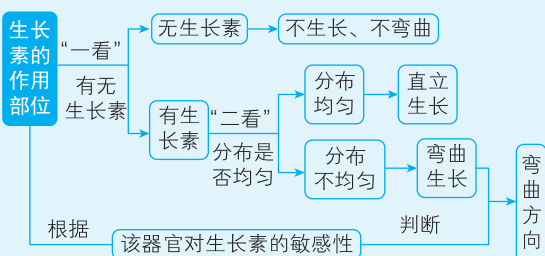 生长
素的
作用
部位
“一看”
有无
生长素
无生长素
不生长、不弯曲
有生
长素
“二看”
分布是
否均匀
分布
均匀
直立
生长
分布
不均匀
弯曲
生长
根据
该器官对生长素的敏感性
判断
弯
曲
方
向